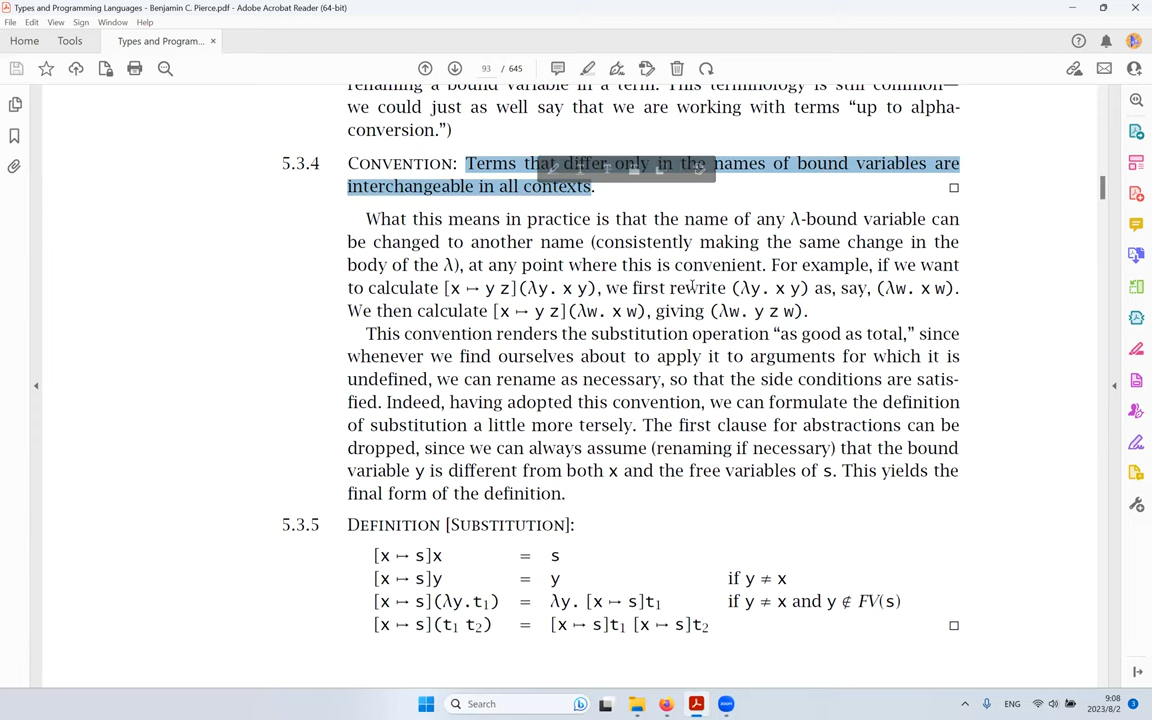 Types and Programming Languages - Benjamin C. Pierce.pdf - Adobe Acrobat Reader (64-bit)
File Edit View Sign Window Help
Home Tools Types and Program... ×
93 / 645
renaming a bound variable in a term. This terminology is still common—
we could just as well say that we are working with terms “up to alpha-
conversion.”)
5.3.4 Convention: Terms that differ only in the names of bound variables are
interchangeable in all contexts. □
What this means in practice is that the name of any λ-bound variable can
be changed to another name (consistently making the same change in the
body of the λ), at any point where this is convenient. For example, if we want
to calculate [x ↦ y z](λy. x y), we first rewrite (λy. x y) as, say, (λw. x w).
We then calculate [x ↦ y z](λw. x w), giving (λw. y z w).
This convention renders the substitution operation “as good as total,” since
whenever we find ourselves about to apply it to arguments for which it is
undefined, we can rename as necessary, so that the side conditions are satis-
fied. Indeed, having adopted this convention, we can formulate the definition
of substitution a little more tersely. The first clause for abstractions can be
dropped, since we can always assume (renaming if necessary) that the bound
variable y is different from both x and the free variables of s. This yields the
final form of the definition.
5.3.5 Definition [Substitution]:
[x ↦ s]x = s
[x ↦ s]y = y if y ≠ x
[x ↦ s](λy.t₁) = λy. [x ↦ s]t₁ if y ≠ x and y ∉ FV(s)
[x ↦ s](t₁ t₂) = [x ↦ s]t₁ [x ↦ s]t₂ □
Search
zoom
ENG
9:08
2023/8/2
3